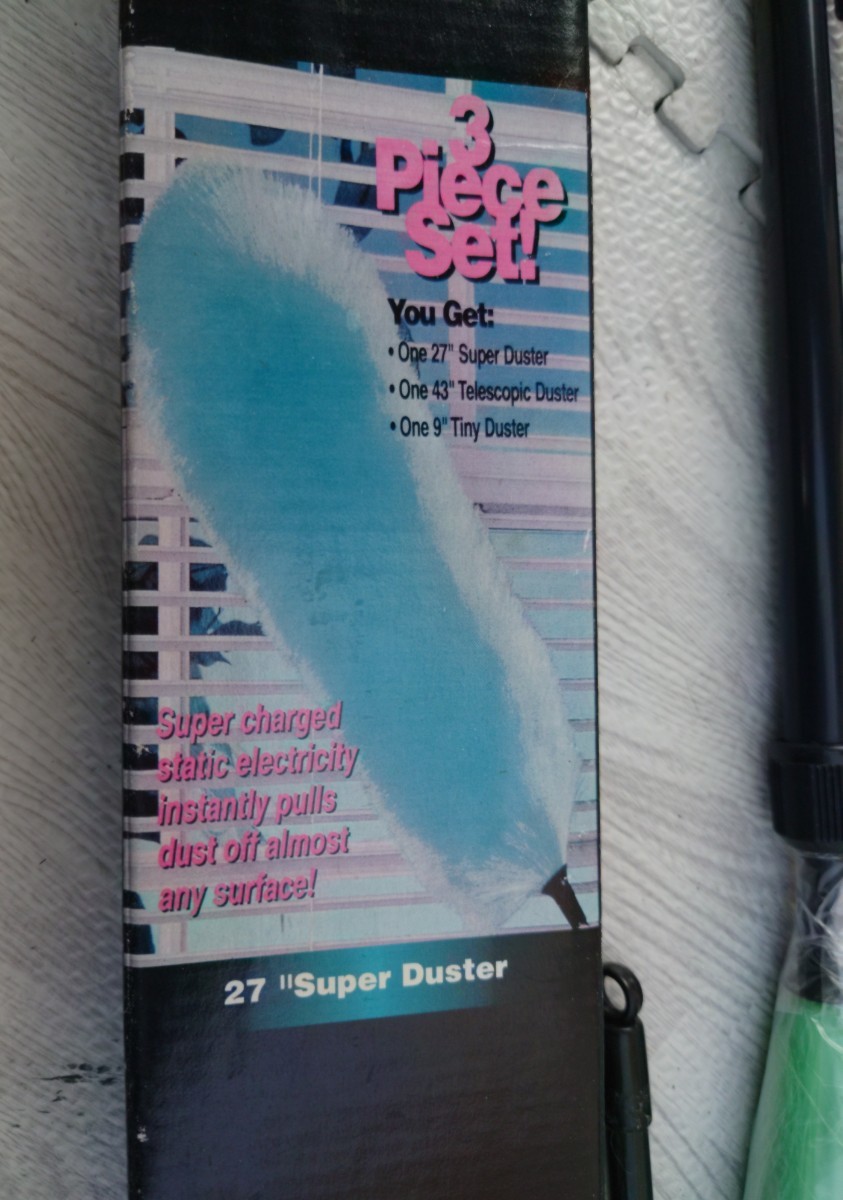 3
Piece
Set!
You Get:
• One 27" Super Duster
• One 43" Telescopic Duster
• One 9" Tiny Duster
Super charged
static electricity
instantly pulls
dust off almost
any surface!
27 "Super Duster